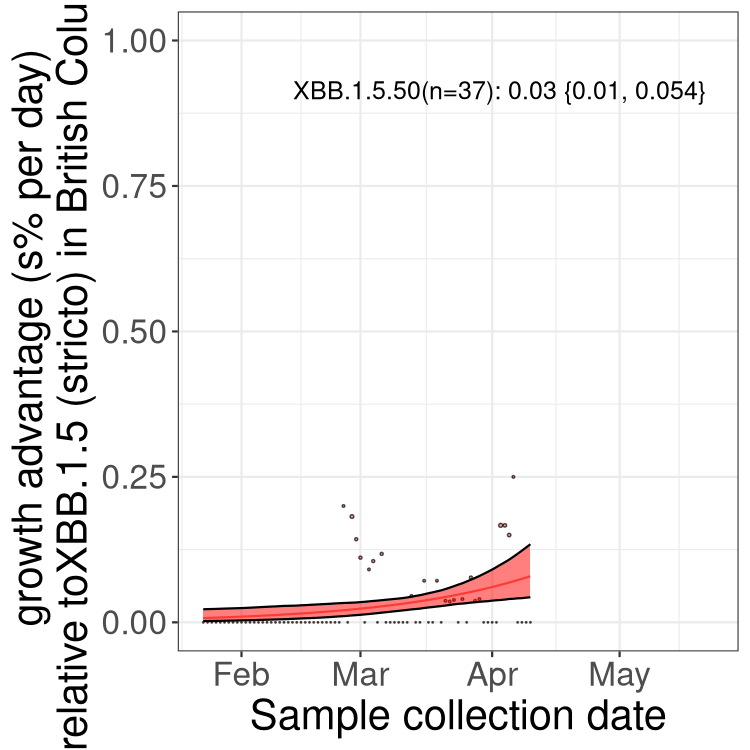 growth advantage (s% per day)
relative toXBB.1.5 (stricto) in British Colu
1.00
0.75
0.50
0.25
0.00
XBB.1.5.50(n=37): 0.03 {0.01, 0.054}
Feb
Mar
Apr
May
Sample collection date